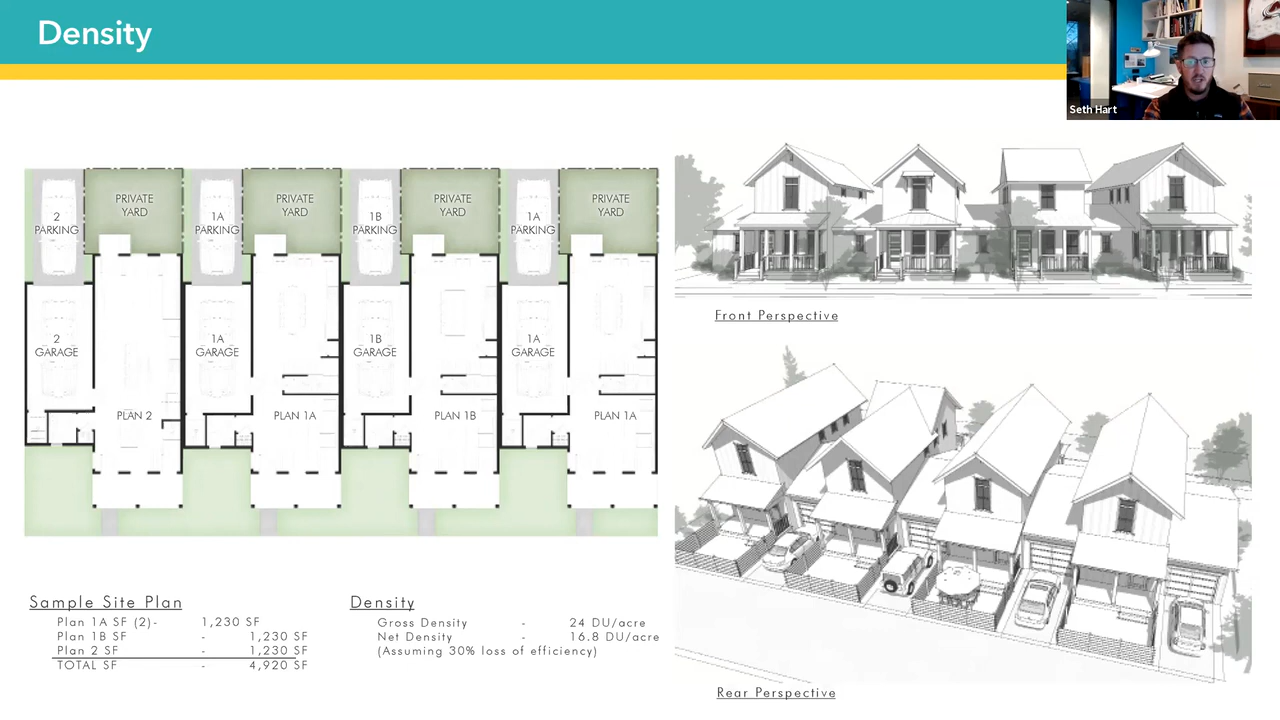 Density
Seth Hart
2
PARKING
PRIVATE
YARD
1A
PARKING
PRIVATE
YARD
1B
PARKING
PRIVATE
YARD
1A
PARKING
PRIVATE
YARD
2
GARAGE
1A
GARAGE
1B
GARAGE
1A
GARAGE
PLAN 2
PLAN 1A
PLAN 1B
PLAN 1A
Front Perspective
Sample Site Plan
Plan 1A SF (2)- 1,230 SF
Plan 1B SF - 1,230 SF
Plan 2 SF - 1,230 SF
TOTAL SF - 4,920 SF
Density
Gross Density - 24 DU/acre
Net Density - 16.8 DU/acre
(Assuming 30% loss of efficiency)
Rear Perspective